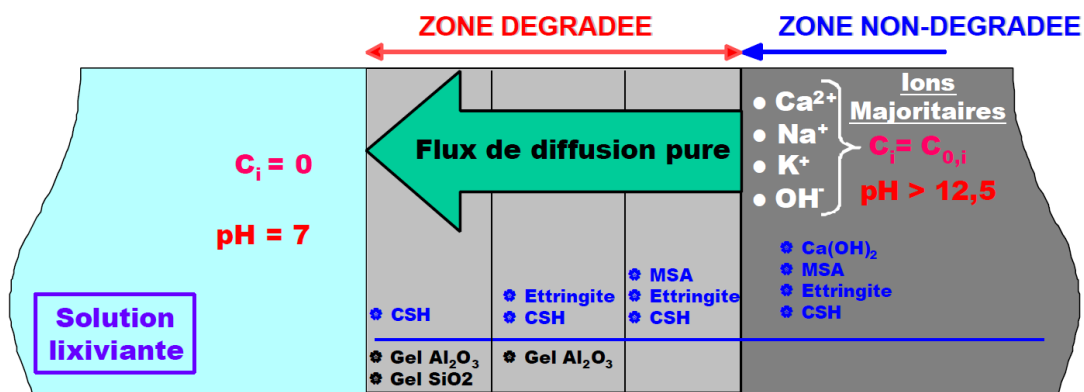 ZONE DEGRADEE
ZONE NON-DEGRADEE
Ions
Majoritaires
• Ca²⁺
• Na⁺
• K⁺
• OH⁻
Cᵢ= C₀,ᵢ
pH > 12,5
Flux de diffusion pure
Cᵢ = 0
pH = 7
Solution
lixiviante
CSH
Gel Al₂O₃
Gel SiO2
Ettringite
CSH
Gel Al₂O₃
MSA
Ettringite
CSH
Ca(OH)₂
MSA
Ettringite
CSH